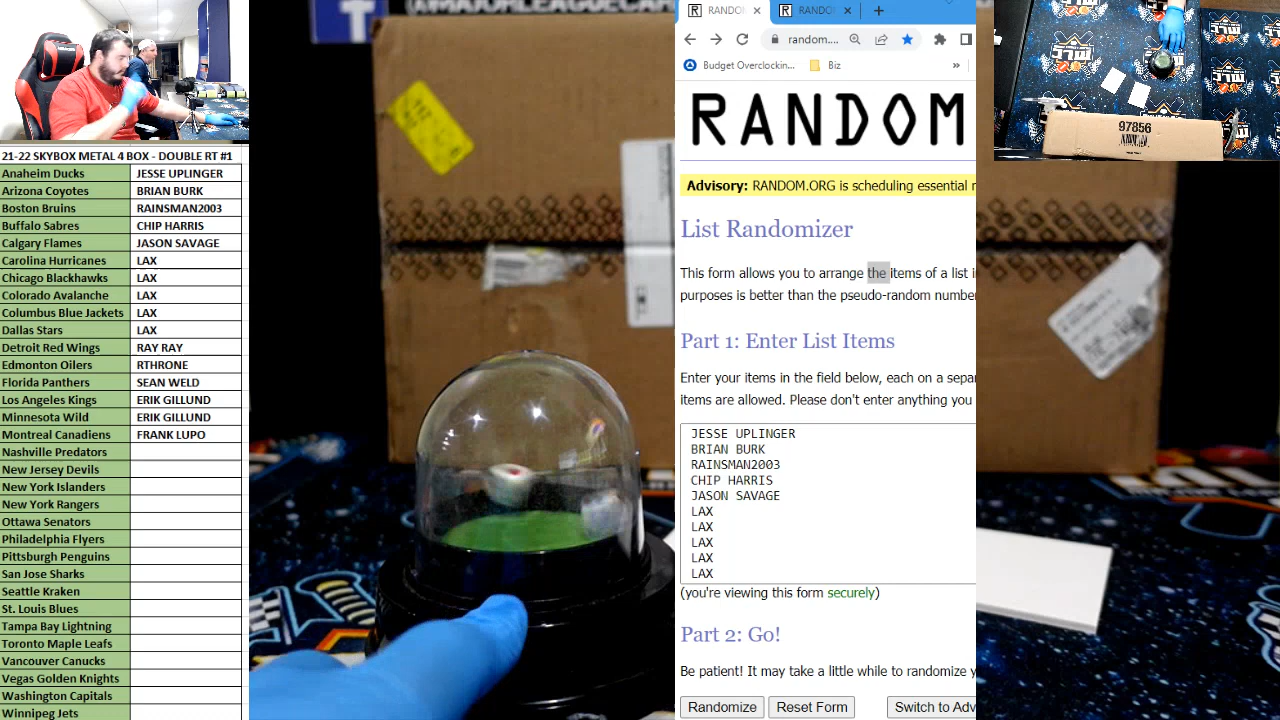 21-22 SKYBOX METAL 4 BOX - DOUBLE RT #1
Anaheim Ducks JESSE UPLINGER
Arizona Coyotes BRIAN BURK
Boston Bruins RAINSMAN2003
Buffalo Sabres CHIP HARRIS
Calgary Flames JASON SAVAGE
Carolina Hurricanes LAX
Chicago Blackhawks LAX
Colorado Avalanche LAX
Columbus Blue Jackets LAX
Dallas Stars LAX
Detroit Red Wings RAY RAY
Edmonton Oilers RTHRONE
Florida Panthers SEAN WELD
Los Angeles Kings ERIK GILLUND
Minnesota Wild ERIK GILLUND
Montreal Canadiens FRANK LUPO
Nashville Predators
New Jersey Devils
New York Islanders
New York Rangers
Ottawa Senators
Philadelphia Flyers
Pittsburgh Penguins
San Jose Sharks
Seattle Kraken
St. Louis Blues
Tampa Bay Lightning
Toronto Maple Leafs
Vancouver Canucks
Vegas Golden Knights
Washington Capitals
Winnipeg Jets
RANDO
RANDO
random....
Budget Overclockin...
Biz
»
RANDOM
Advisory: RANDOM.ORG is scheduling essential
List Randomizer
This form allows you to arrange the items of a list
purposes is better than the pseudo-random number
Part 1: Enter List Items
Enter your items in the field below, each on a
items are allowed. Please don't enter anything you
JESSE UPLINGER
BRIAN BURK
RAINSMAN2003
CHIP HARRIS
JASON SAVAGE
LAX
LAX
LAX
LAX
LAX
(you're viewing this form securely)
Part 2: Go!
Be patient! It may take a little while to randomize
Randomize
Reset Form
Switch to Adv
97856